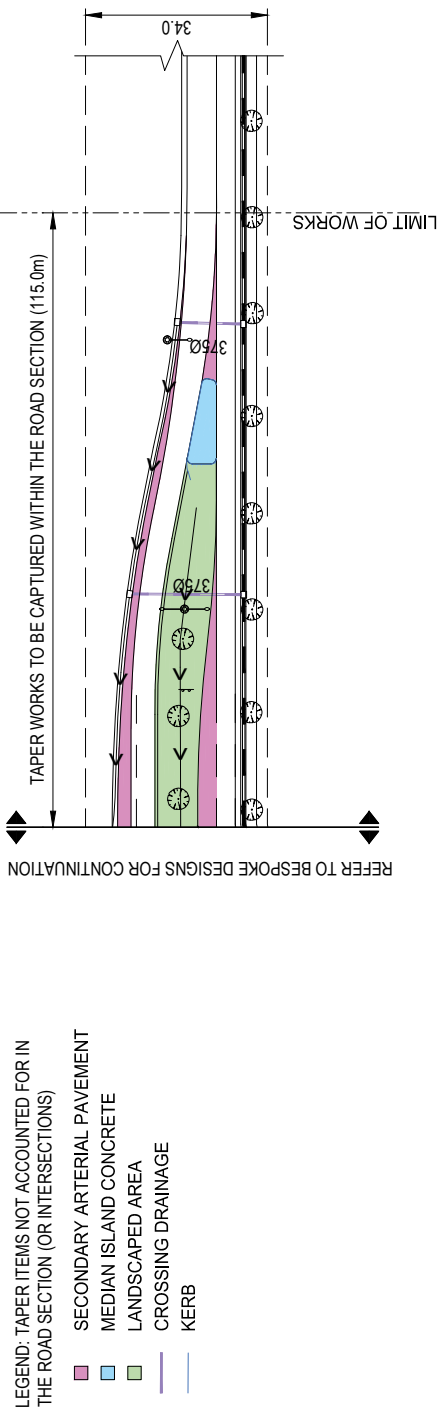 LEGEND: TAPER ITEMS NOT ACCOUNTED FOR IN
THE ROAD SECTION (OR INTERSECTIONS)
SECONDARY ARTERIAL PAVEMENT
MEDIAN ISLAND CONCRETE
LANDSCAPED AREA
CROSSING DRAINAGE
KERB
REFER TO BESPOKE DESIGNS FOR CONTINUATION
TAPER WORKS TO BE CAPTURED WITHIN THE ROAD SECTION (115.0m)
375Ø
375Ø
LIMIT OF WORKS
34.0